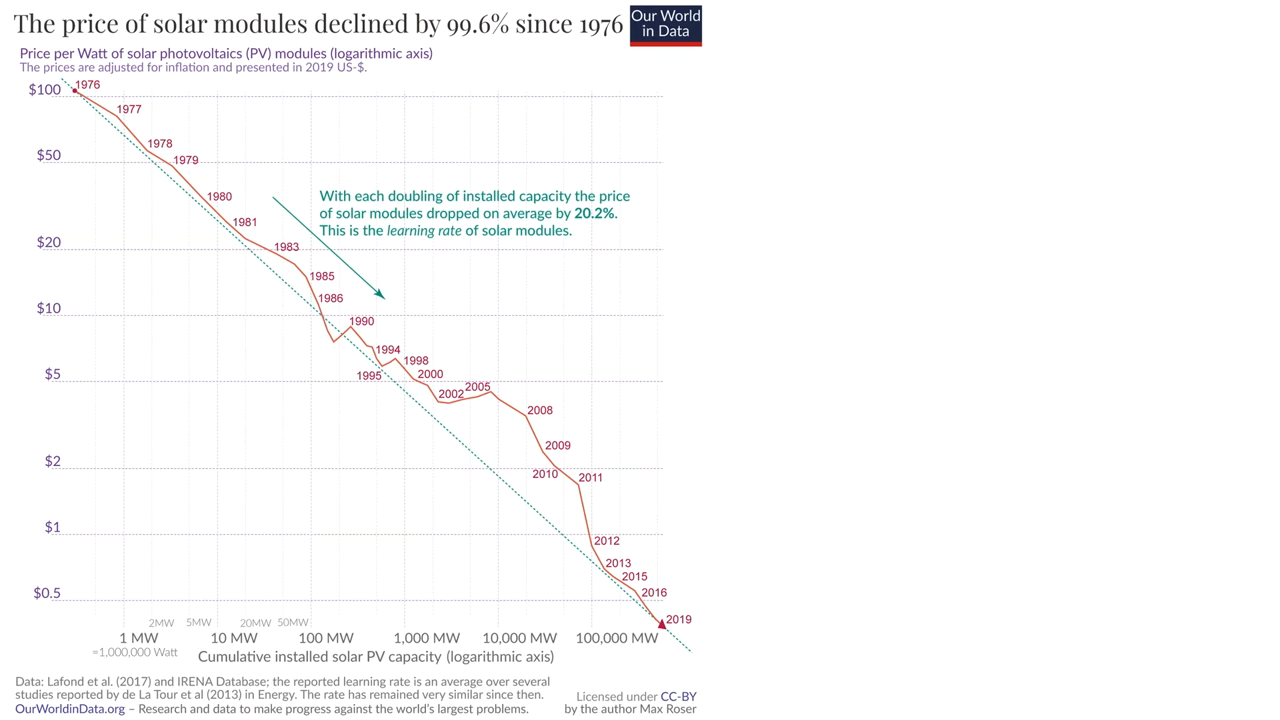 The price of solar modules declined by 99.6% since 1976
Our World
in Data
Price per Watt of solar photovoltaics (PV) modules (logarithmic axis)
The prices are adjusted for inflation and presented in 2019 US-$.
$100
$50
$20
$10
$5
$2
$1
$0.5
1976
1977
1978
1979
1980
1981
1983
1985
1986
1990
1994
1995
1998
2000
2002
2005
2008
2009
2010
2011
2012
2013
2015
2016
2019
With each doubling of installed capacity the price
of solar modules dropped on average by 20.2%.
This is the learning rate of solar modules.
2MW 5MW 20MW 50MW
1 MW 10 MW 100 MW 1,000 MW 10,000 MW 100,000 MW
=1,000,000 Watt
Cumulative installed solar PV capacity (logarithmic axis)
Data: Lafond et al. (2017) and IRENA Database; the reported learning rate is an average over several
studies reported by de La Tour et al (2013) in Energy. The rate has remained very similar since then.
OurWorldinData.org – Research and data to make progress against the world's largest problems.
Licensed under CC-BY
by the author Max Roser